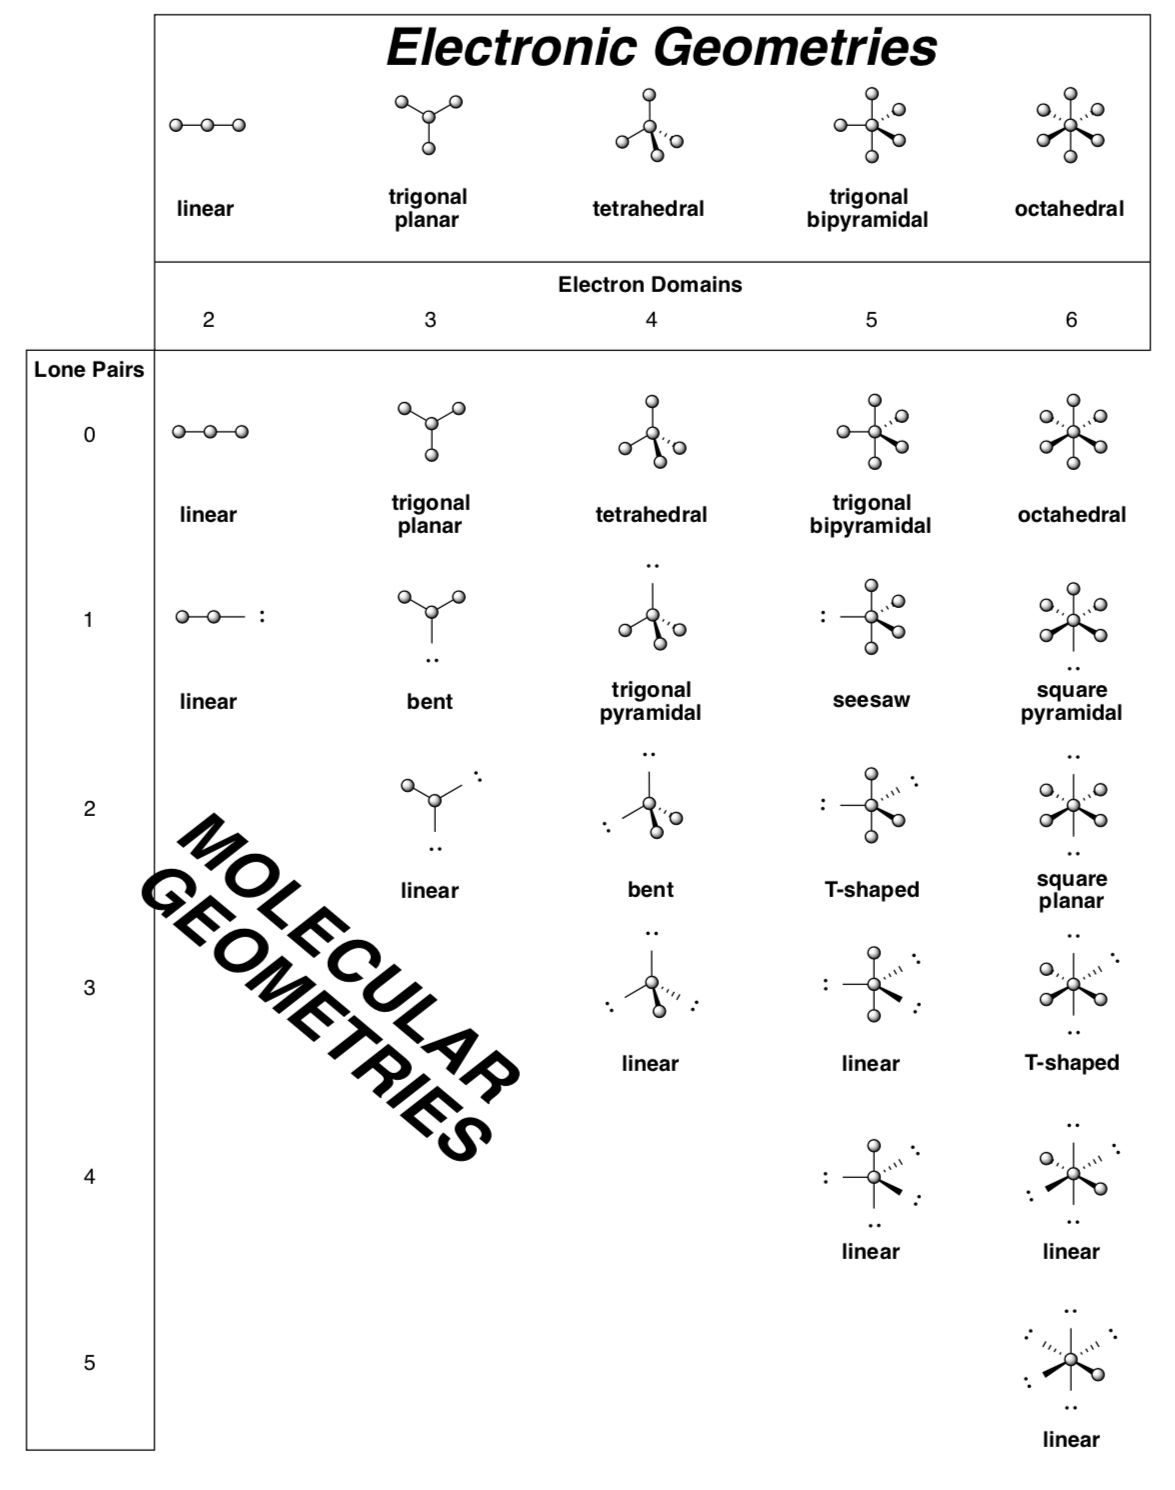 Electronic Geometries
linear
trigonal
planar
tetrahedral
trigonal
bipyramidal
octahedral
Electron Domains
2 3 4 5 6
Lone Pairs
0
linear
trigonal
planar
tetrahedral
trigonal
bipyramidal
octahedral
1
linear
bent
trigonal
pyramidal
seesaw
square
pyramidal
2
linear
bent
T-shaped
square
planar
MOLECULAR
GEOMETRIES
3
linear
linear
T-shaped
4
linear
linear
5
linear